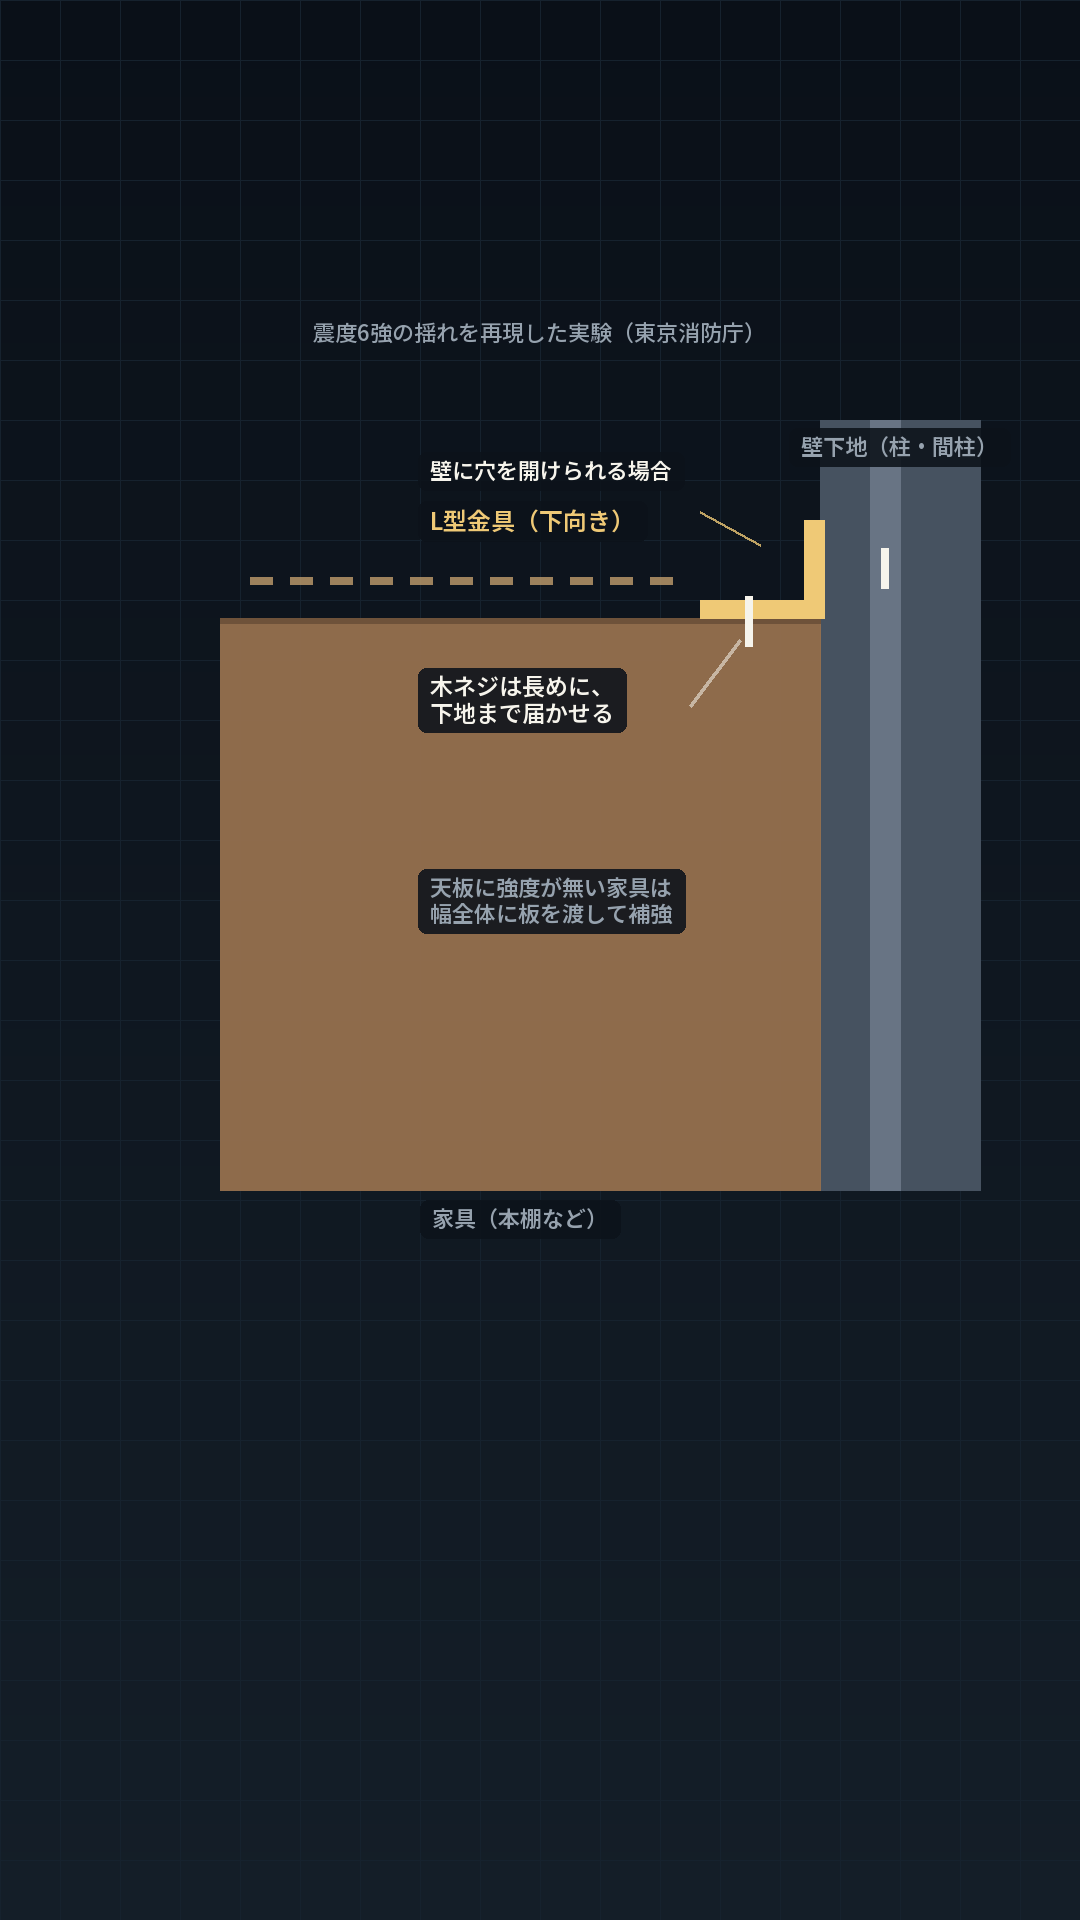 震度6強の揺れを再現した実験（東京消防庁）
壁下地（柱・間柱）
壁に穴を開けられる場合
L型金具（下向き）
木ネジは長めに、
下地まで届かせる
天板に強度が無い家具は
幅全体に板を渡して補強
家具（本棚など）